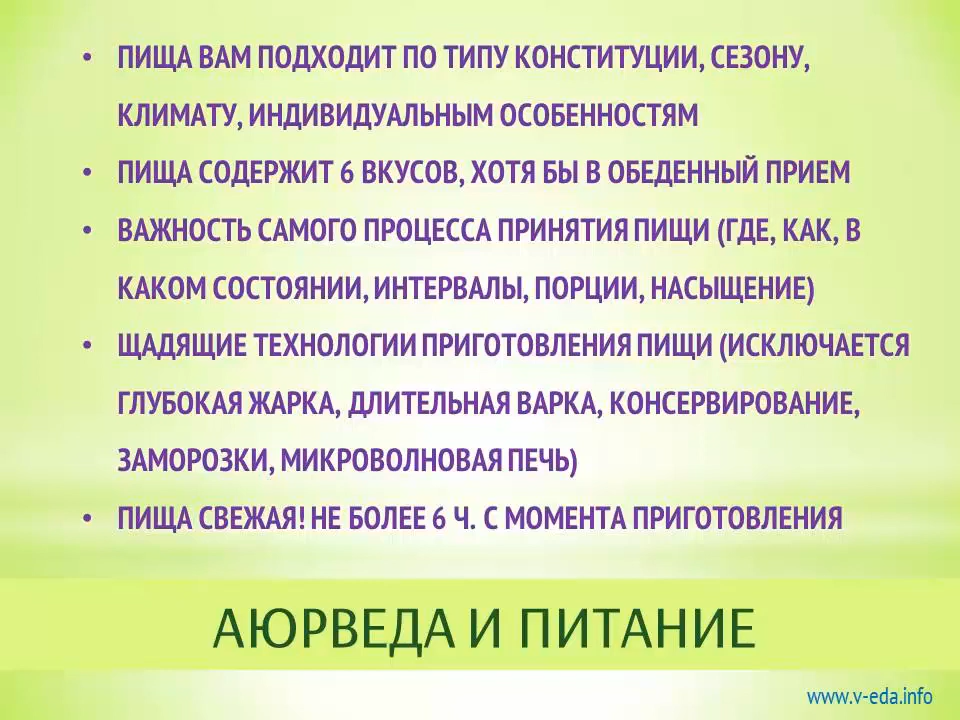 • ПИЩА ВАМ ПОДХОДИТ ПО ТИПУ КОНСТИТУЦИИ, СЕЗОНУ,
КЛИМАТУ, ИНДИВИДУАЛЬНЫМ ОСОБЕННОСТЯМ
• ПИЩА СОДЕРЖИТ 6 ВКУСОВ, ХОТЯ БЫ В ОБЕДЕННЫЙ ПРИЕМ
• ВАЖНОСТЬ САМОГО ПРОЦЕССА ПРИНЯТИЯ ПИЩИ (ГДЕ, КАК, В
КАКОМ СОСТОЯНИИ, ИНТЕРВАЛЫ, ПОРЦИИ, НАСЫЩЕНИЕ)
• ЩАДЯЩИЕ ТЕХНОЛОГИИ ПРИГОТОВЛЕНИЯ ПИЩИ (ИСКЛЮЧАЕТСЯ
ГЛУБОКАЯ ЖАРКА, ДЛИТЕЛЬНАЯ ВАРКА, КОНСЕРВИРОВАНИЕ,
ЗАМОРОЗКИ, МИКРОВОЛНОВАЯ ПЕЧЬ)
• ПИЩА СВЕЖАЯ! НЕ БОЛЕЕ 6 Ч. С МОМЕНТА ПРИГОТОВЛЕНИЯ
АЮРВЕДА И ПИТАНИЕ
www.v-eda.info